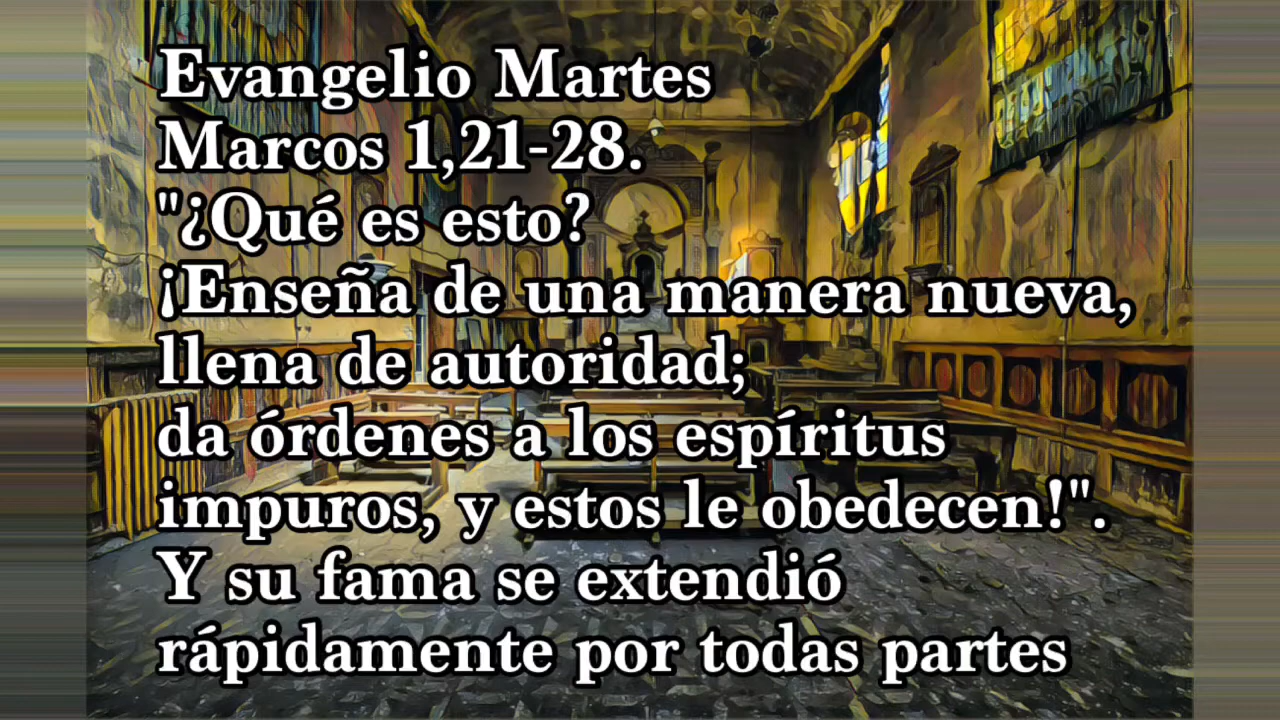 Evangelio Martes
Marcos 1,21-28.
"¿Qué es esto?
¡Enseña de una manera nueva,
llena de autoridad;
da órdenes a los espíritus
impuros, y estos le obedecen!".
Y su fama se extendió
rápidamente por todas partes